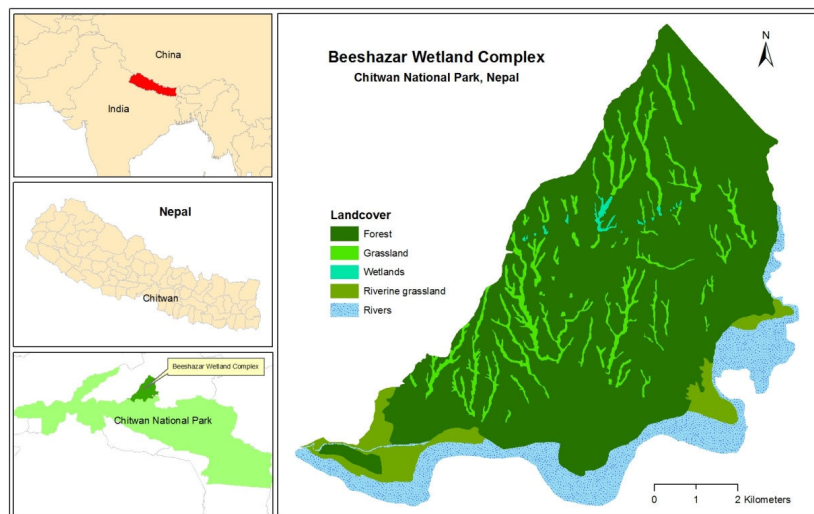 China
India
Nepal
Chitwan
Beeshazar Wetland Complex
Chitwan National Park
Beeshazar Wetland Complex
Chitwan National Park, Nepal
N
Landcover
Forest
Grassland
Wetlands
Riverine grassland
Rivers
0 1 2 Kilometers